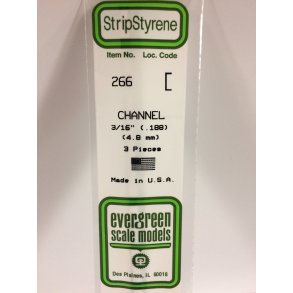 StripStyrene
Item No. Loc. Code
266 [
CHANNEL
3/16" (.188)
(4.8 mm)
3 Pieces
Made in U.S.A.
evergreen
scale models
Des Plaines, IL 60018